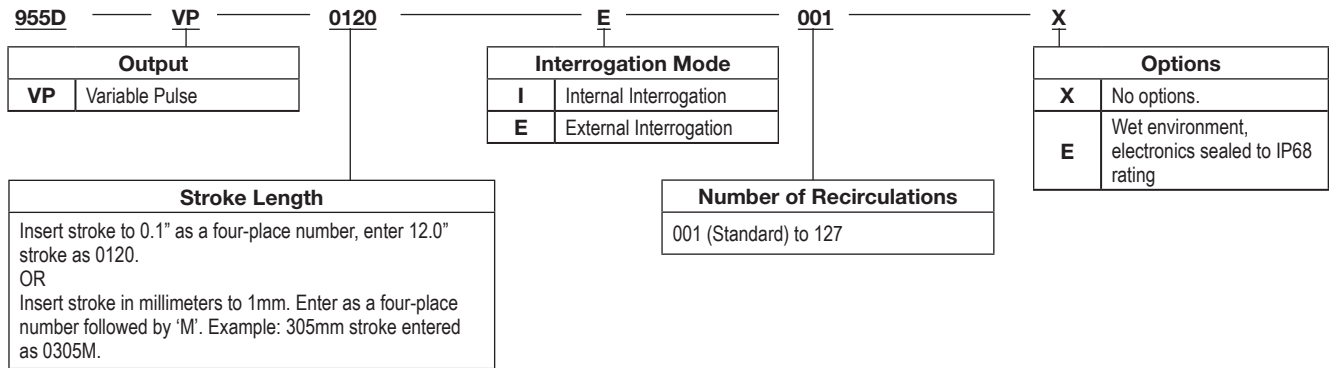 955D VP 0120 E 001 X
Output
VP Variable Pulse
Interrogation Mode
I Internal Interrogation
E External Interrogation
Options
X No options.
E Wet environment,
electronics sealed to IP68
rating
Stroke Length
Insert stroke to 0.1” as a four-place number, enter 12.0”
stroke as 0120.
OR
Insert stroke in millimeters to 1mm. Enter as a four-place
number followed by ‘M’. Example: 305mm stroke entered
as 0305M.
Number of Recirculations
001 (Standard) to 127